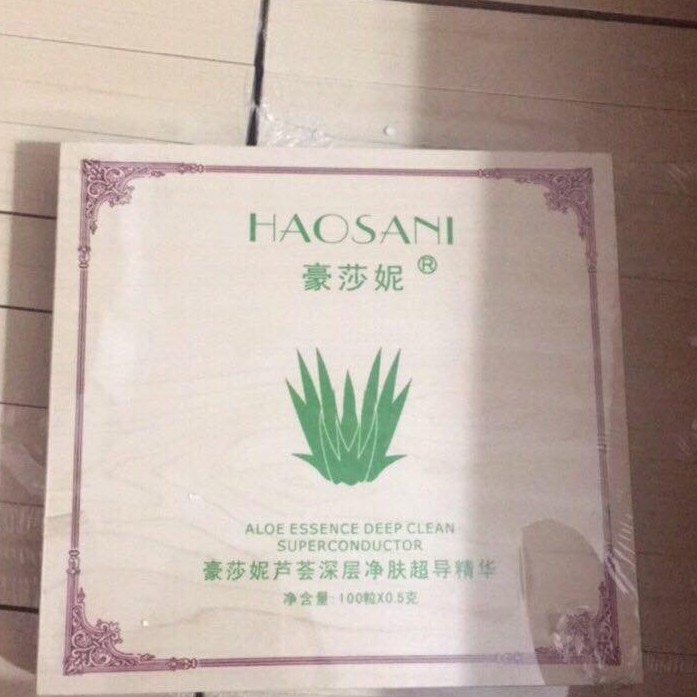 HAOSANI
豪莎妮®
ALOE ESSENCE DEEP CLEAN
SUPERCONDUCTOR
豪莎妮芦荟深层净肤超导精华
净含量:100粒X0.5克